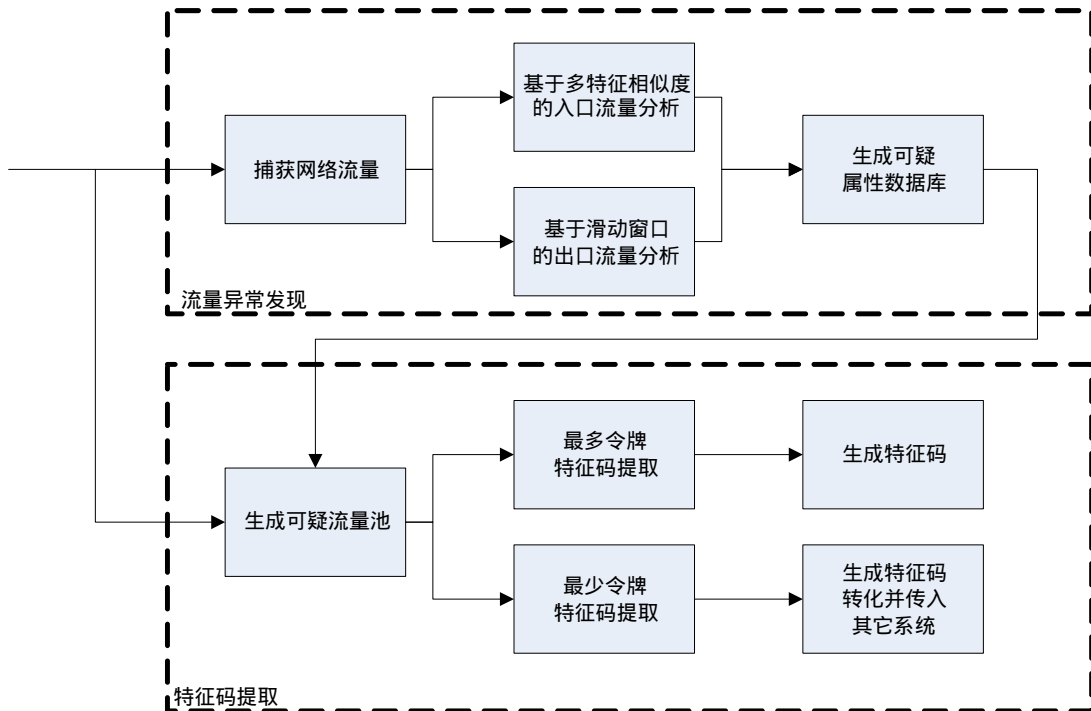 基于多特征相似度
的入口流量分析
捕获网络流量
生成可疑
属性数据库
基于滑动窗口
的出口流量分析
流量异常发现
最多令牌
特征码提取
生成特征码
生成可疑流量池
最少令牌
特征码提取
生成特征码
转化并传入
其它系统
特征码提取